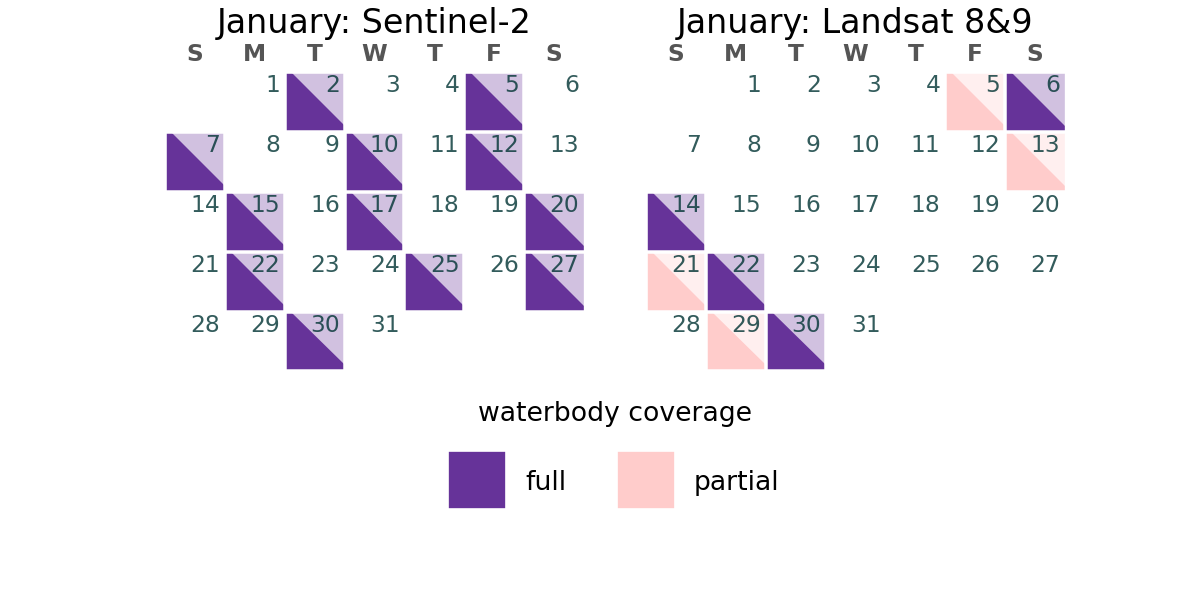 January: Sentinel-2
S M T W T F S
1 2 3 4 5 6
7 8 9 10 11 12 13
14 15 16 17 18 19 20
21 22 23 24 25 26 27
28 29 30 31
January: Landsat 8&9
S M T W T F S
1 2 3 4 5 6
7 8 9 10 11 12 13
14 15 16 17 18 19 20
21 22 23 24 25 26 27
28 29 30 31
waterbody coverage
full partial